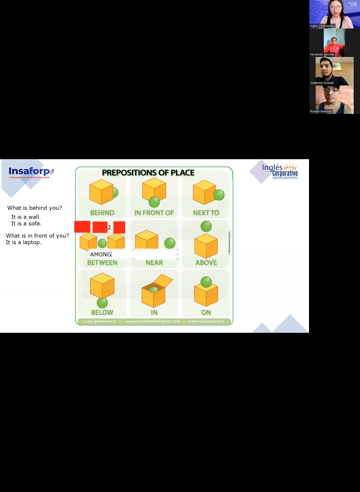 Insaforp
PREPOSITIONS OF PLACE
Inglés
Corporativo
What is behind you?
It is a wall.
It is a sofa.
What is in front of you?
It is a laptop.
BEHIND
IN FRONT OF
NEXT TO
2
AMONG
BETWEEN
NEAR
ABOVE
BELOW
IN
ON